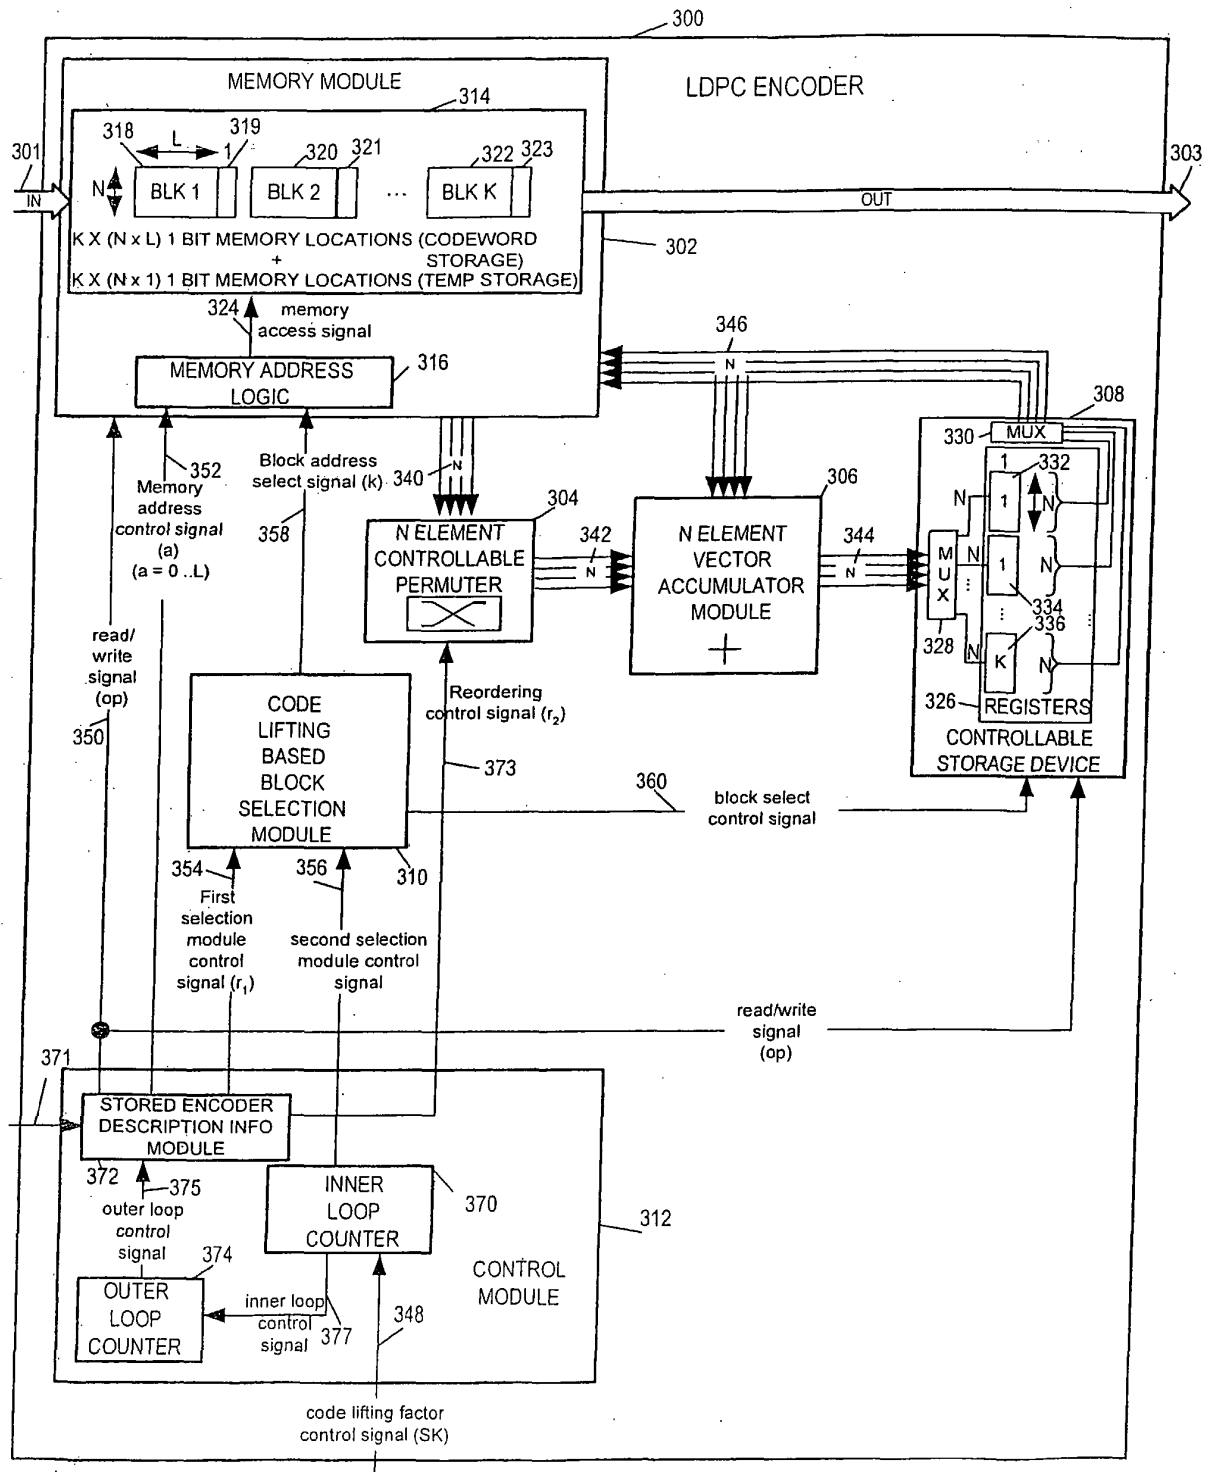 300
MEMORY MODULE
LDPC ENCODER
314
318
L
319
1
320
321
322
323
301
303
N
BLK 1
BLK 2
...
BLK K
IN
OUT
K X (N x L) 1 BIT MEMORY LOCATIONS (CODEWORD
STORAGE)
+
K X (N x 1) 1 BIT MEMORY LOCATIONS (TEMP STORAGE)
302
324
memory
access signal
346
N
MEMORY ADDRESS
LOGIC
316
308
330
MUX
352
Memory
address
control signal
(a)
(a = 0 ..L)
Block address
select signal (k)
358
340
N
304
N ELEMENT
CONTROLLABLE
PERMUTER
342
N
306
N ELEMENT
VECTOR
ACCUMULATOR
MODULE
+
344
N
MUX
328
1
332
N
1
N
N
1
N
...
334
...
...
336
N
K
N
326
REGISTERS
CONTROLLABLE
STORAGE DEVICE
read/
write
signal
(op)
350
CODE
LIFTING
BASED
BLOCK
SELECTION
MODULE
Reordering
control signal (r2)
373
360
block select
control signal
354
356
310
First
selection
module
control
signal (r1)
second selection
module control
signal
read/write
signal
(op)
371
STORED ENCODER
DESCRIPTION INFO
MODULE
372
375
outer loop
control
signal
INNER
LOOP
COUNTER
370
312
374
OUTER
LOOP
COUNTER
inner loop
control
signal
377
348
CONTROL
MODULE
code lifting factor
control signal (SK)